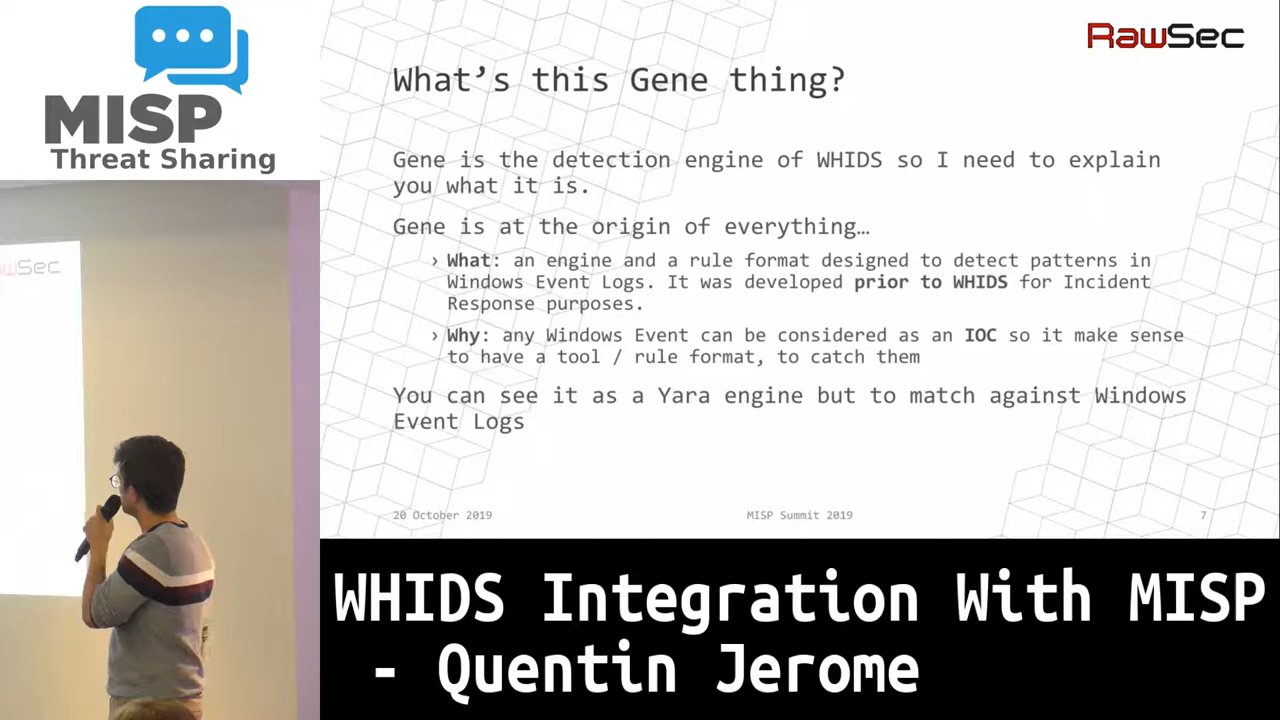 MISP
Threat Sharing
RawSec
What's this Gene thing?
Gene is the detection engine of WHIDS so I need to explain
you what it is.
Gene is at the origin of everything…
› What: an engine and a rule format designed to detect patterns in
Windows Event Logs. It was developed prior to WHIDS for Incident
Response purposes.
› Why: any Windows Event can be considered as an IOC so it make sense
to have a tool / rule format, to catch them
You can see it as a Yara engine but to match against Windows
Event Logs
20 October 2019 MISP Summit 2019 7
wSec
WHIDS Integration With MISP
- Quentin Jerome